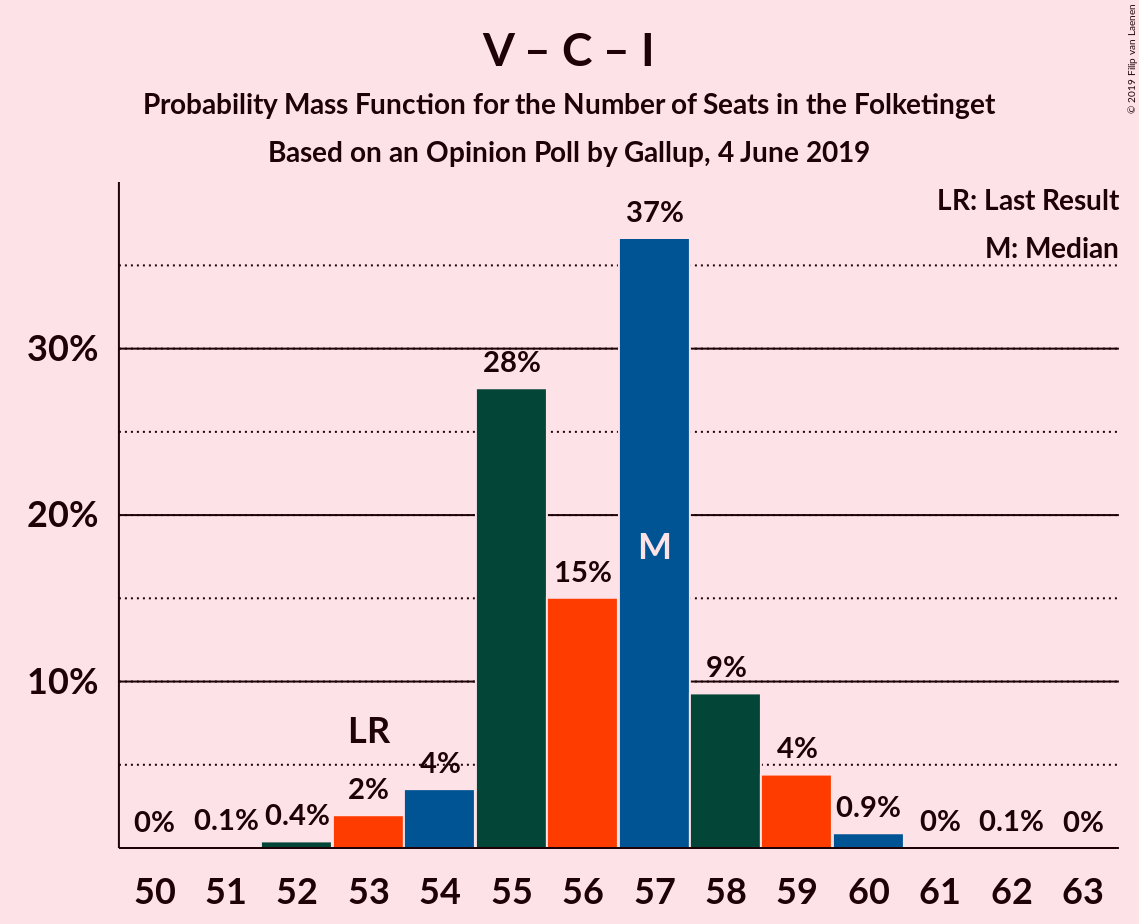 V – C – I
Probability Mass Function for the Number of Seats in the Folketinget
Based on an Opinion Poll by Gallup, 4 June 2019
© 2019 Filip van Laenen
LR: Last Result
M: Median
37%
30%
28%
20%
M
15%
10%
9%
LR
4%
4%
2%
0%
0.1%
0.4%
0.9%
0%
0.1%
0%
50 51 52 53 54 55 56 57 58 59 60 61 62 63